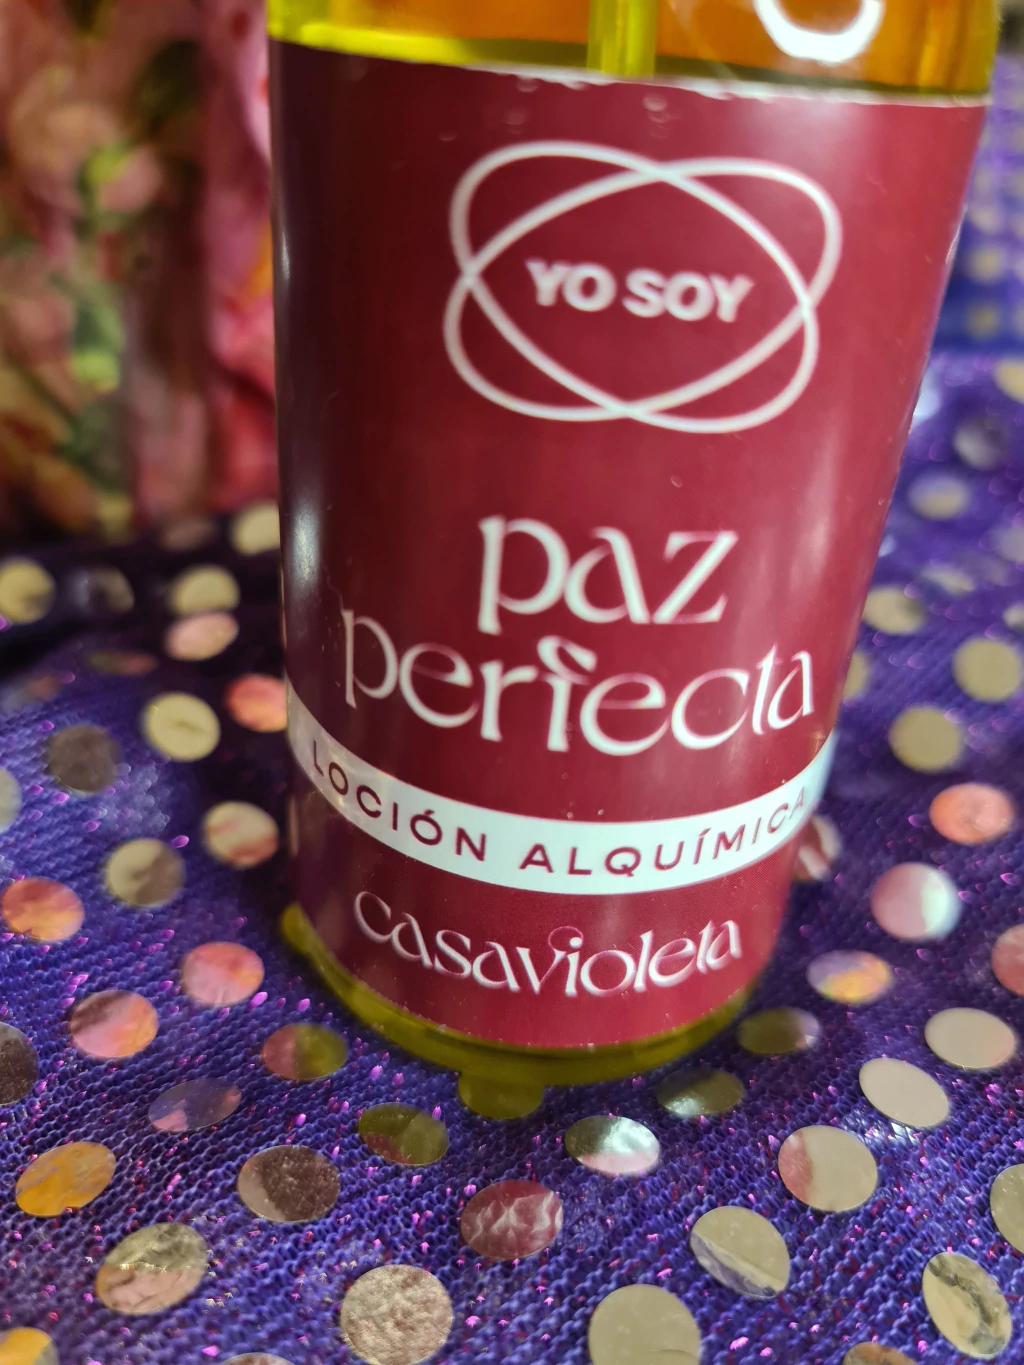 YO SOY
paz
perfecta
LOCIÓN ALQUÍMICA
casavioleta